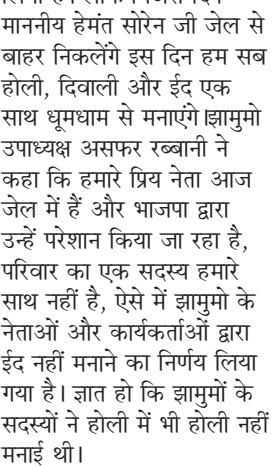 माननीय हेमंत सोरेन जी जेल से
बाहर निकलेंगे इस दिन हम सब
होली, दिवाली और ईद एक
साथ धूमधाम से मनाएंगे।झामुमो
उपाध्यक्ष असफर रब्बानी ने
कहा कि हमारे प्रिय नेता आज
जेल में हैं और भाजपा द्वारा
उन्हें परेशान किया जा रहा है,
परिवार का एक सदस्य हमारे
साथ नहीं है, ऐसे में झामुमो के
नेताओं और कार्यकर्ताओं द्वारा
ईद नहीं मनाने का निर्णय लिया
गया है। ज्ञात हो कि झामुमों के
सदस्यों ने होली में भी होली नहीं
मनाई थी।